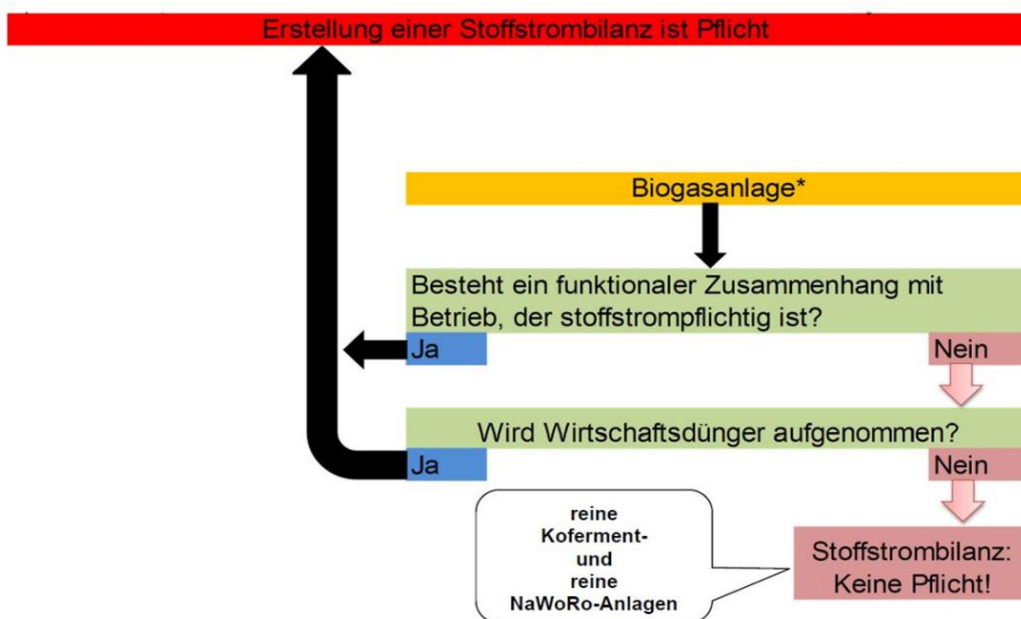 Erstellung einer Stoffstrombilanz ist Pflicht
Biogasanlage*
Besteht ein funktionaler Zusammenhang mit
Betrieb, der stoffstrompflichtig ist?
Ja
Nein
Wird Wirtschaftsdünger aufgenommen?
Ja
Nein
reine
Koferment-
und
reine
NaWoRo-Anlagen
Stoffstrombilanz:
Keine Pflicht!